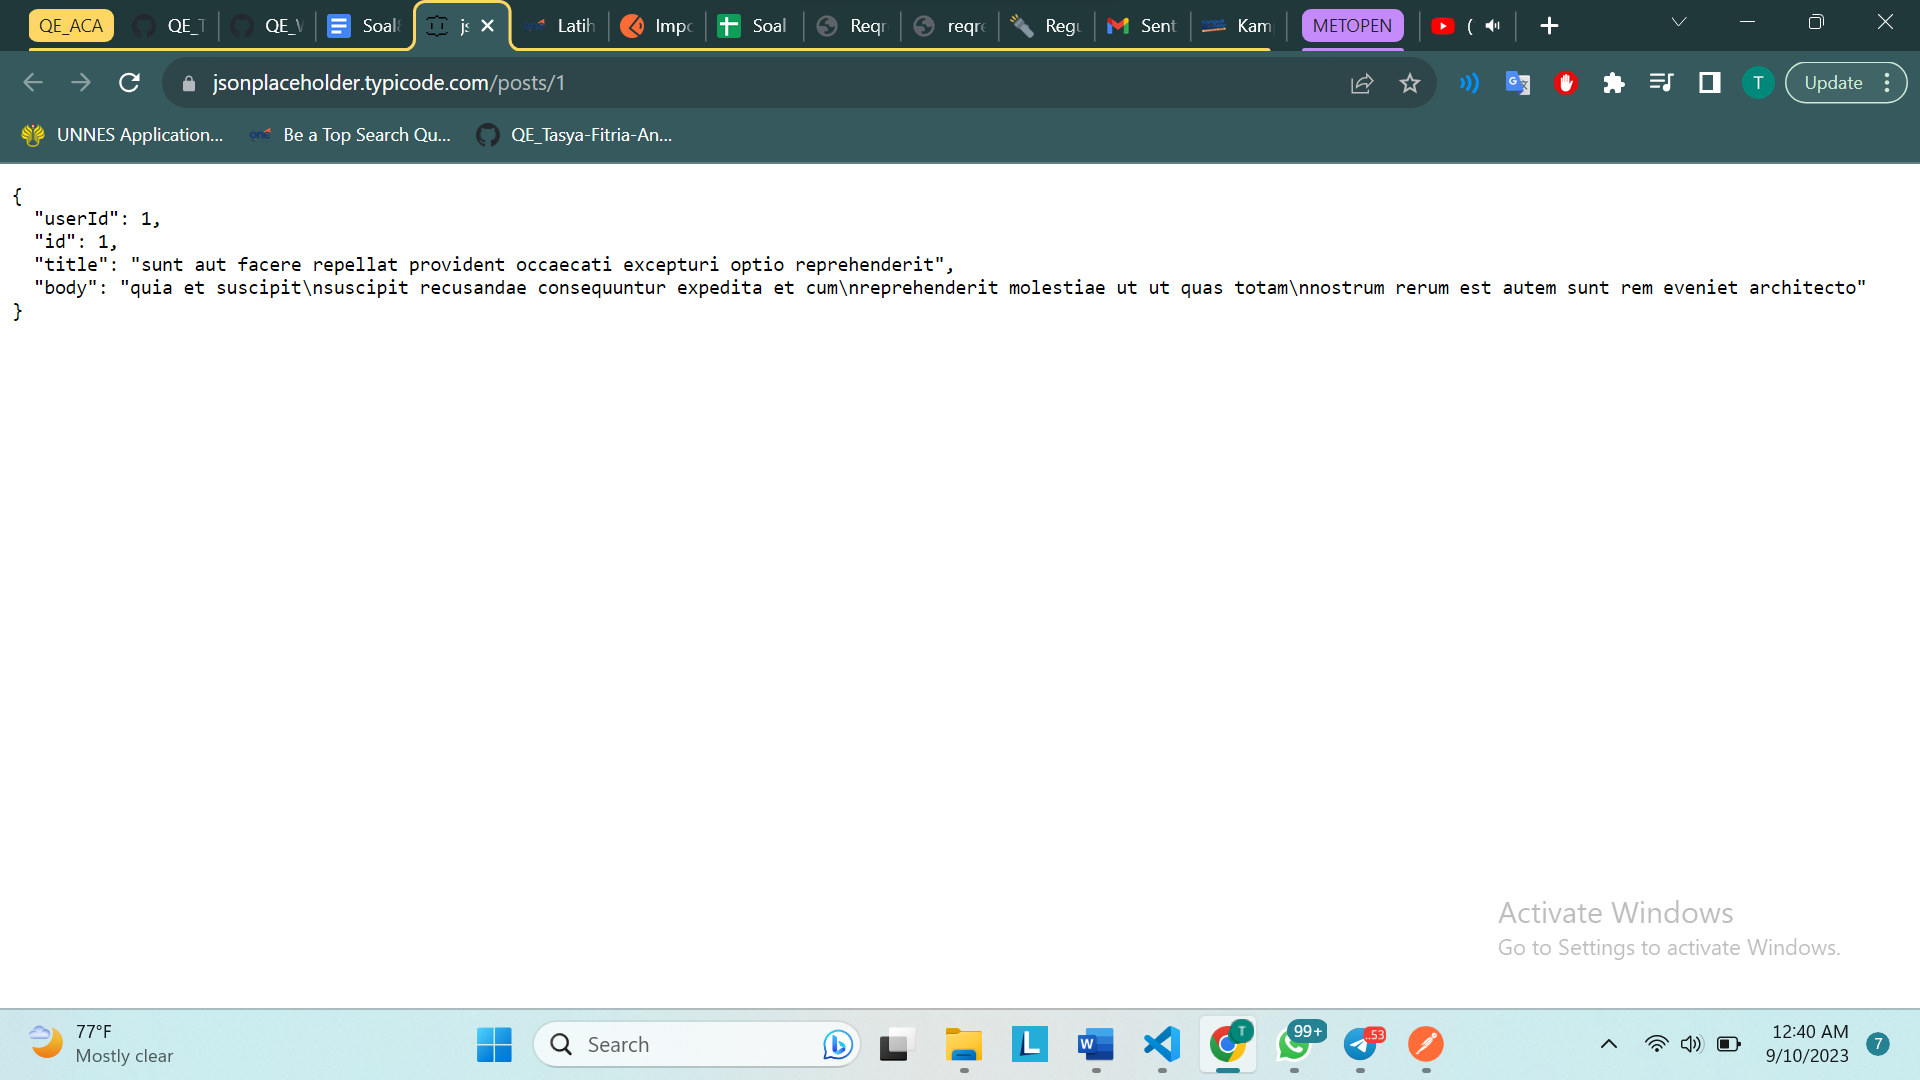 QE_ACA
QE_T
QE_W
Soal
js
Latih
Impo
Soal
Reqr
reqre
Regu
Sent
Kam
METOPEN
(
jsonplaceholder.typicode.com/posts/1
T
Update
UNNES Application...
Be a Top Search Qu...
QE_Tasya-Fitria-An...
{
"userId": 1,
"id": 1,
"title": "sunt aut facere repellat provident occaecati excepturi optio reprehenderit",
"body": "quia et suscipit\nsuscipit recusandae consequuntur expedita et cum\nreprehenderit molestiae ut ut quas totam\nnostrum rerum est autem sunt rem eveniet architecto"
}
Activate Windows
Go to Settings to activate Windows.
77°F
Mostly clear
Search
L
W
T
99+
..53
12:40 AM
9/10/2023
7